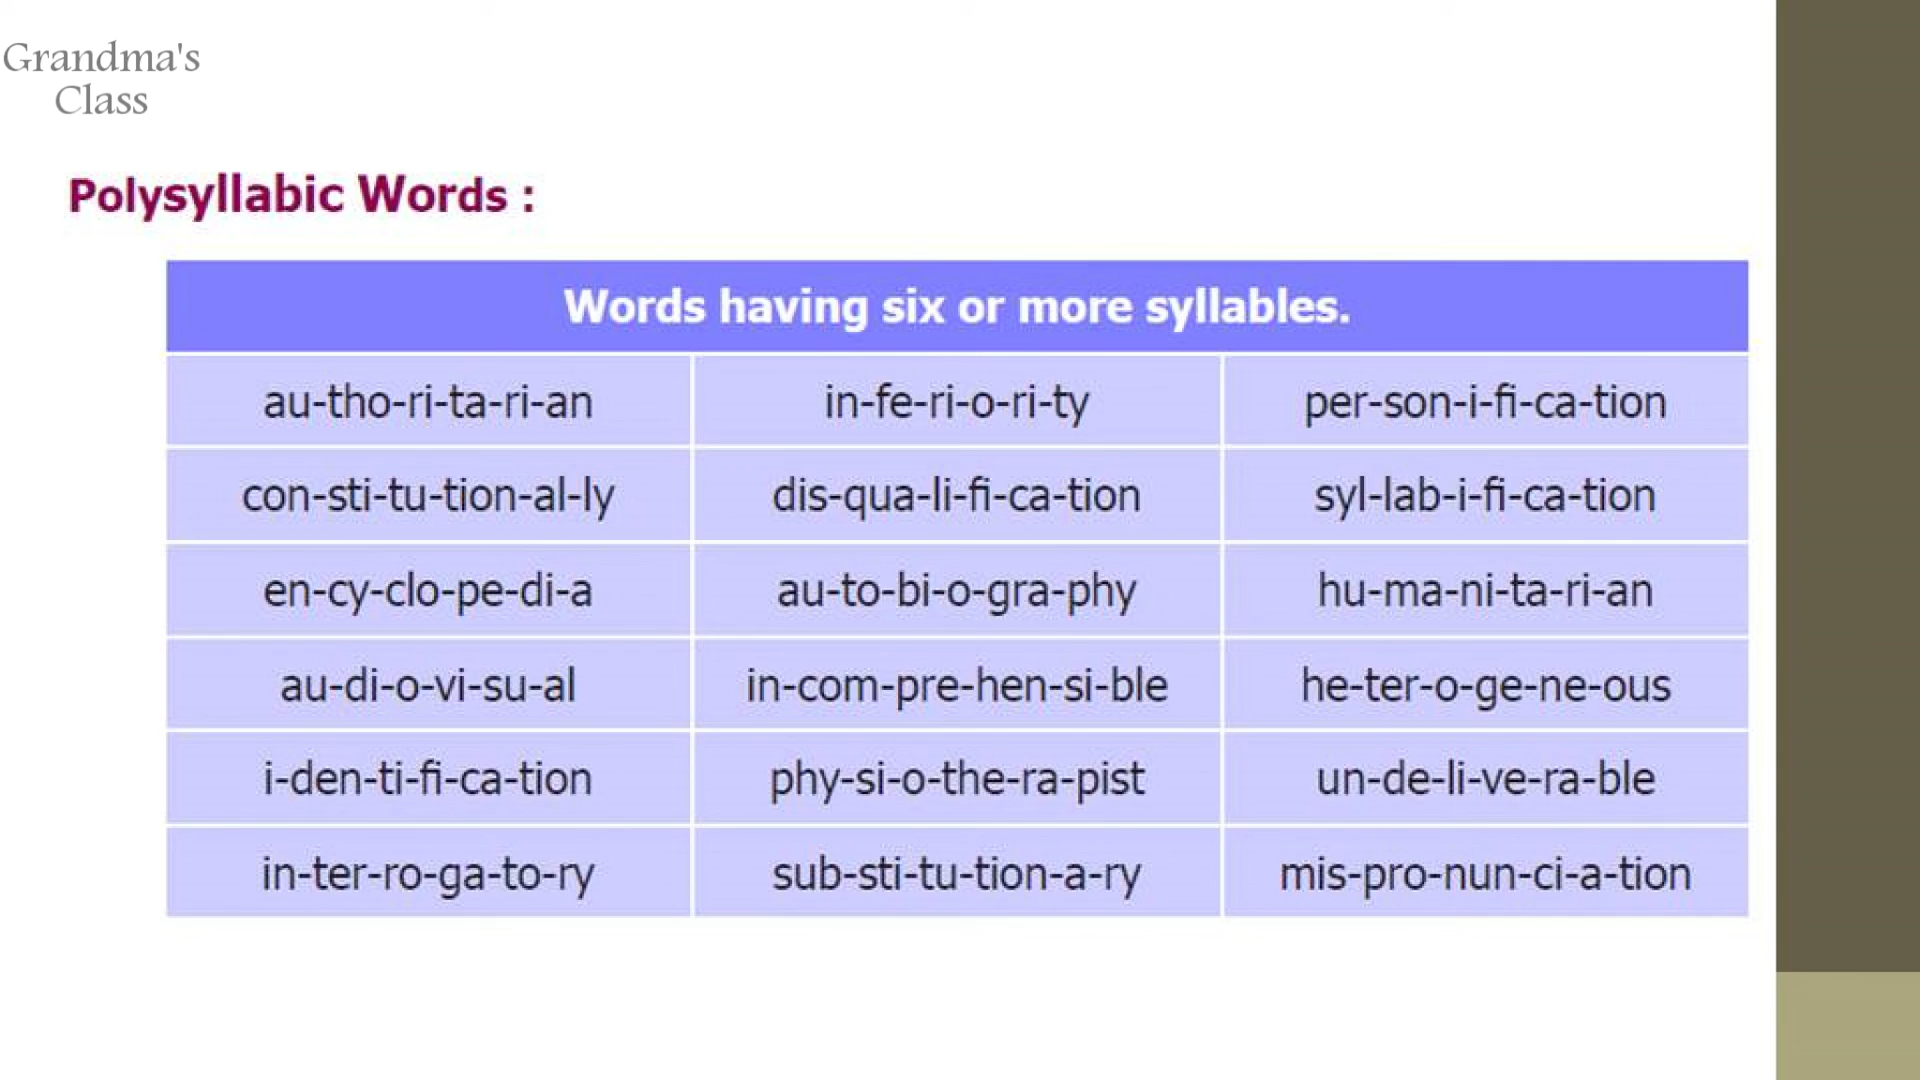 Grandma's
Class
Polysyllabic Words :
Words having six or more syllables.
au-tho-ri-ta-ri-an in-fe-ri-o-ri-ty per-son-i-fi-ca-tion
con-sti-tu-tion-al-ly dis-qua-li-fi-ca-tion syl-lab-i-fi-ca-tion
en-cy-clo-pe-di-a au-to-bi-o-gra-phy hu-ma-ni-ta-ri-an
au-di-o-vi-su-al in-com-pre-hen-si-ble he-ter-o-ge-ne-ous
i-den-ti-fi-ca-tion phy-si-o-the-ra-pist un-de-li-ve-ra-ble
in-ter-ro-ga-to-ry sub-sti-tu-tion-a-ry mis-pro-nun-ci-a-tion